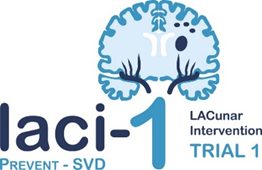 laci-1
PREVENT - SVD
LACunar
Intervention
TRIAL 1